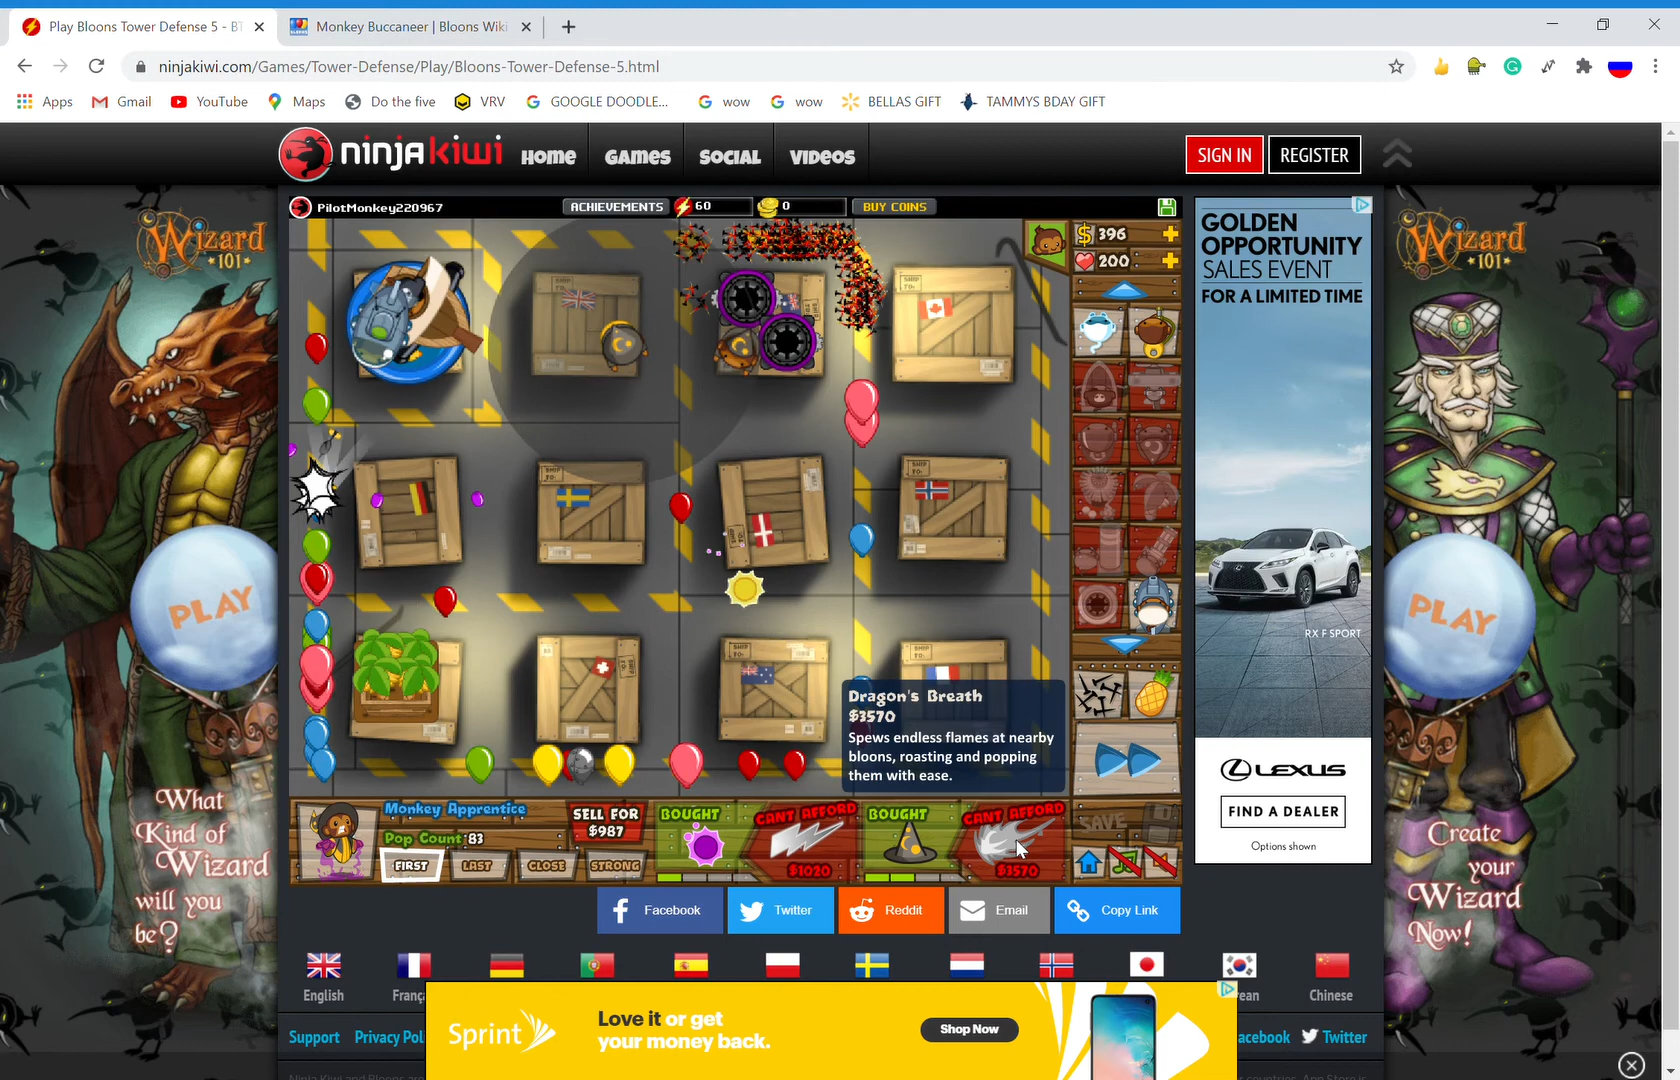 Play Bloons Tower Defense 5 - BT
Monkey Buccaneer | Bloons Wiki
ninjakiwi.com/Games/Tower-Defense/Play/Bloons-Tower-Defense-5.html
Apps Gmail YouTube Maps Do the five VRV GOOGLE DOODLE... wow wow BELLAS GIFT TAMMYS BDAY GIFT
ninjakiwi Home Games Social Videos SIGN IN REGISTER
PilotMonkey220967 ACHIEVEMENTS 60 0 BUY COINS
$ 396
200
Wizard
101
PLAY
What
Kind of
Wizard
will you
be?
GOLDEN
OPPORTUNITY
SALES EVENT
FOR A LIMITED TIME
RX F SPORT
LEXUS
FIND A DEALER
Options shown
Wizard
101
PLAY
Create
your
Wizard
Now!
Dragon's Breath
$3570
Spews endless flames at nearby
bloons, roasting and popping
them with ease.
Monkey Apprentice
Pop Count 83
FIRST LAST CLOSE STRONG
SELL FOR
$987
BOUGHT
CANT AFFORD
$1020
BOUGHT
CANT AFFORD
$3570
SAVE
Facebook Twitter Reddit Email Copy Link
English
Chinese
Support
Twitter
Sprint
Love it or get
your money back.
Shop Now